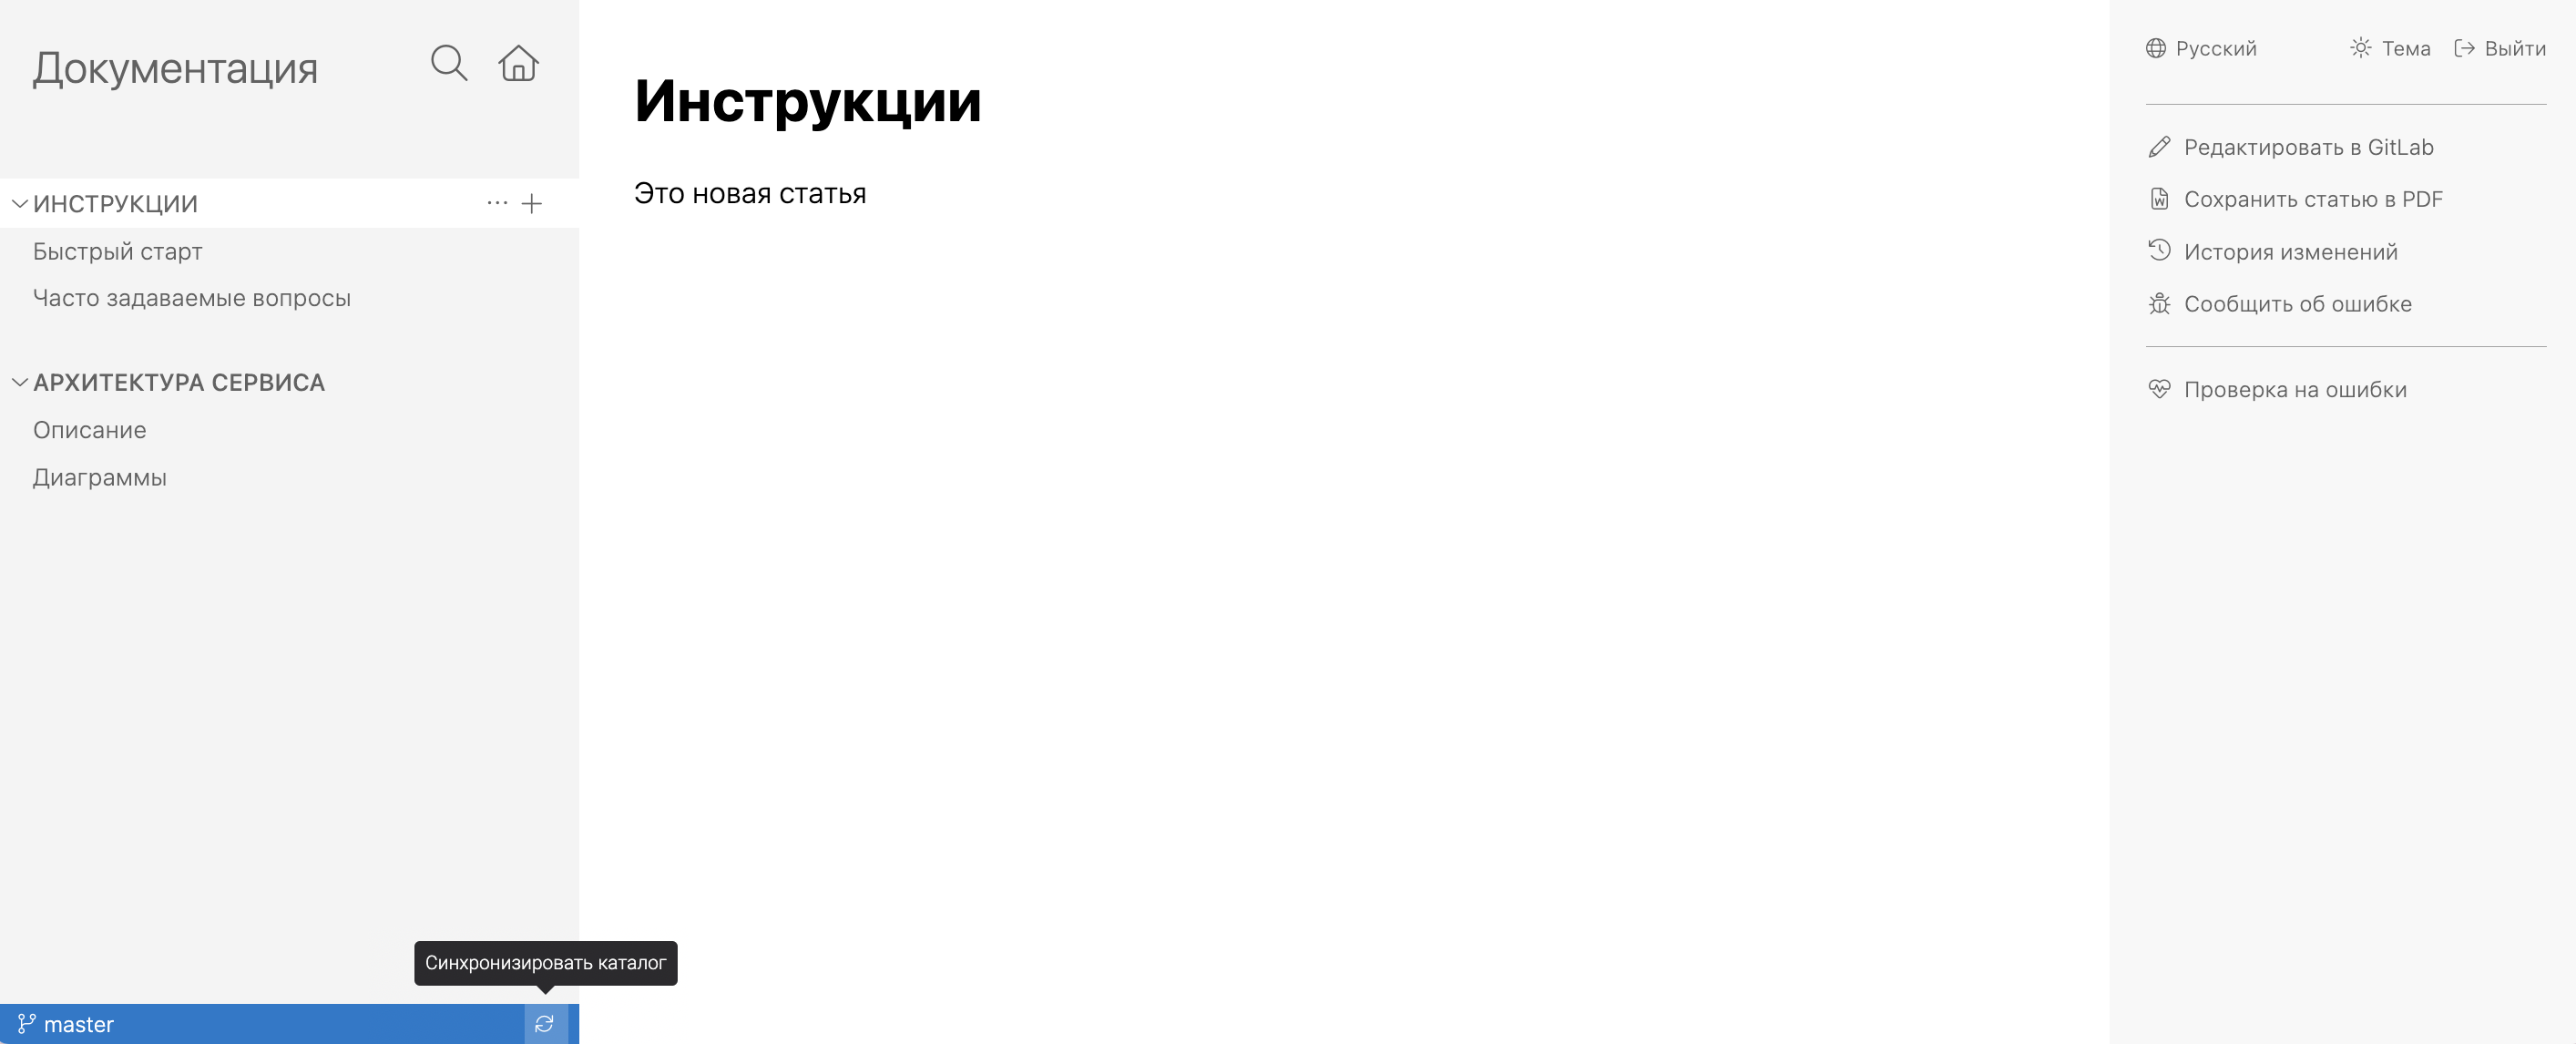 Документация
ИНСТРУКЦИИ
Быстрый старт
Часто задаваемые вопросы
АРХИТЕКТУРА СЕРВИСА
Описание
Диаграммы
Синхронизировать каталог
master
Инструкции
Это новая статья
Русский
Тема
Выйти
Редактировать в GitLab
Сохранить статью в PDF
История изменений
Сообщить об ошибке
Проверка на ошибки